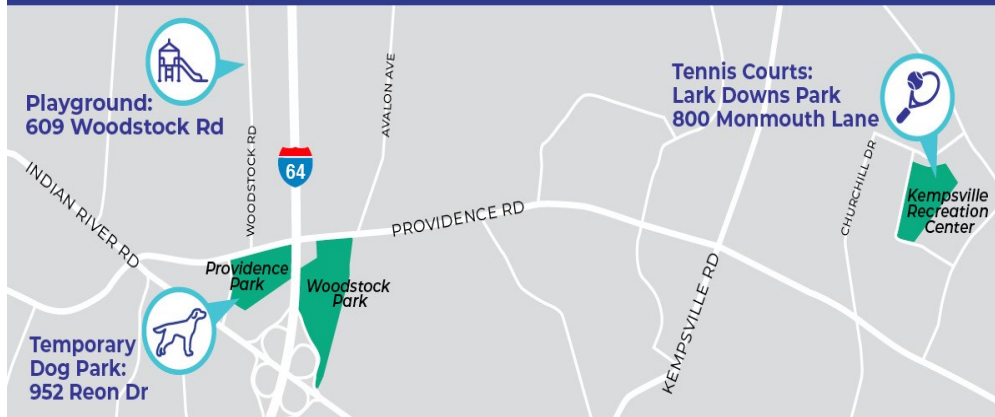 Playground:
609 Woodstock Rd
Tennis Courts:
Lark Downs Park
800 Monmouth Lane
INDIAN RIVER RD
WOODSTOCK RD
64
AVALON AVE
PROVIDENCE RD
KEMPSVILLE RD
CHURCHILL DR
Kempsville
Recreation
Center
Providence
Park
Woodstock
Park
Temporary
Dog Park:
952 Reon Dr